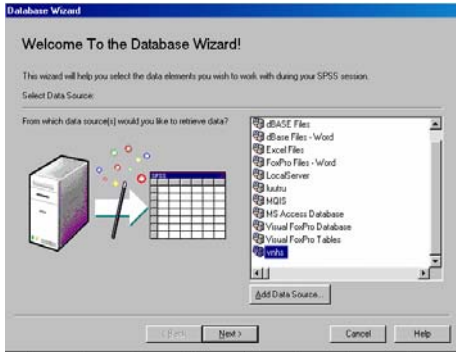 Database Wizard
Welcome To the Database Wizard!
This wizard will help you select the data elements you wish to work with during your SPSS session.
Select Data Source:
From which data source(s) would you like to retrieve data?
SPSS
dBASE Files
dBase Files - Word
Excel Files
FoxPro Files - Word
LocalServer
luutru
MQIS
MS Access Database
Visual FoxPro Database
Visual FoxPro Tables
vnhs
Add Data Source...
< Back
Next >
Cancel
Help